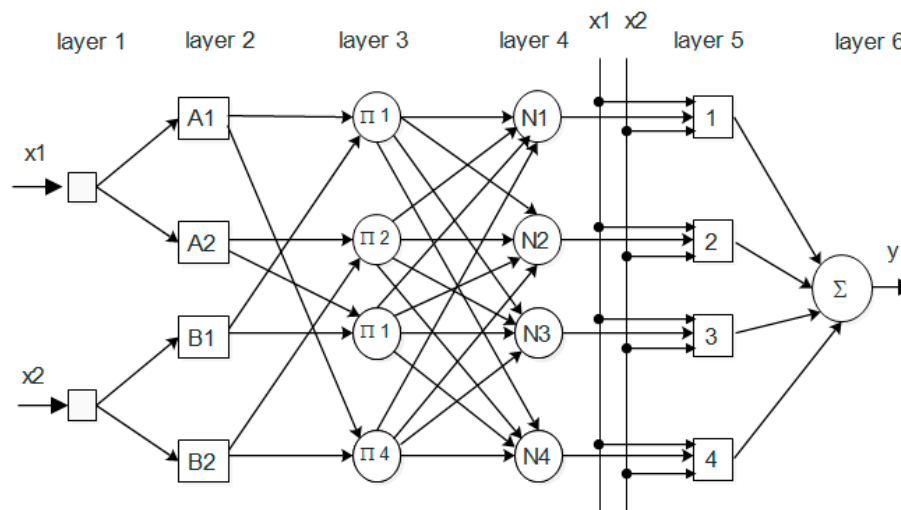 layer 1 layer 2 layer 3 layer 4 x1 x2 layer 5 layer 6
A1 Π 1 N1 1
x1
A2 Π 2 N2 2
y
Σ
B1 Π 1 N3 3
x2
B2 Π 4 N4 4